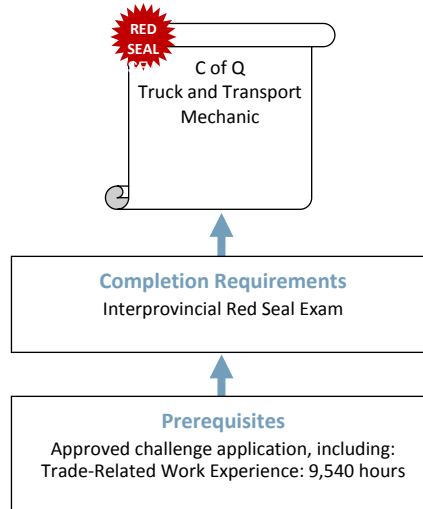 RED
SEAL
C of Q
Truck and Transport
Mechanic
Completion Requirements
Interprovincial Red Seal Exam
Prerequisites
Approved challenge application, including:
Trade-Related Work Experience: 9,540 hours